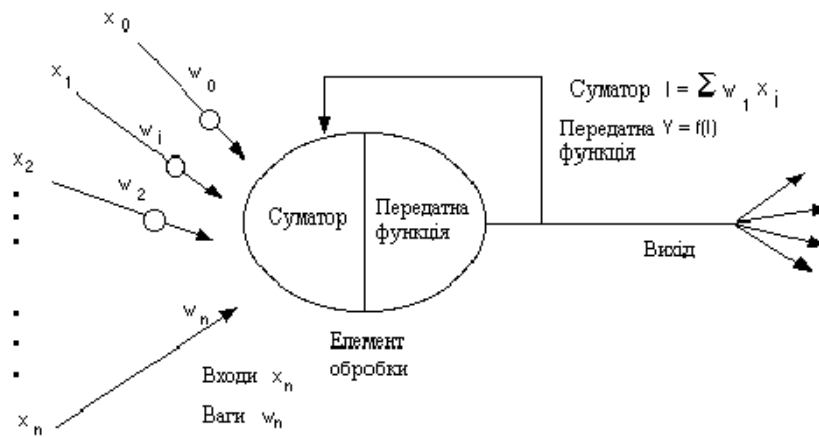 x₀
w₀
x₁
wᵢ
x₂
w₂
Суматор I = Σ w₁ xᵢ
Передатна Y = f(I)
функція
Суматор
Передатна
функція
Вихід
wₙ
Елемент
обробки
Входи xₙ
Ваги wₙ
xₙ